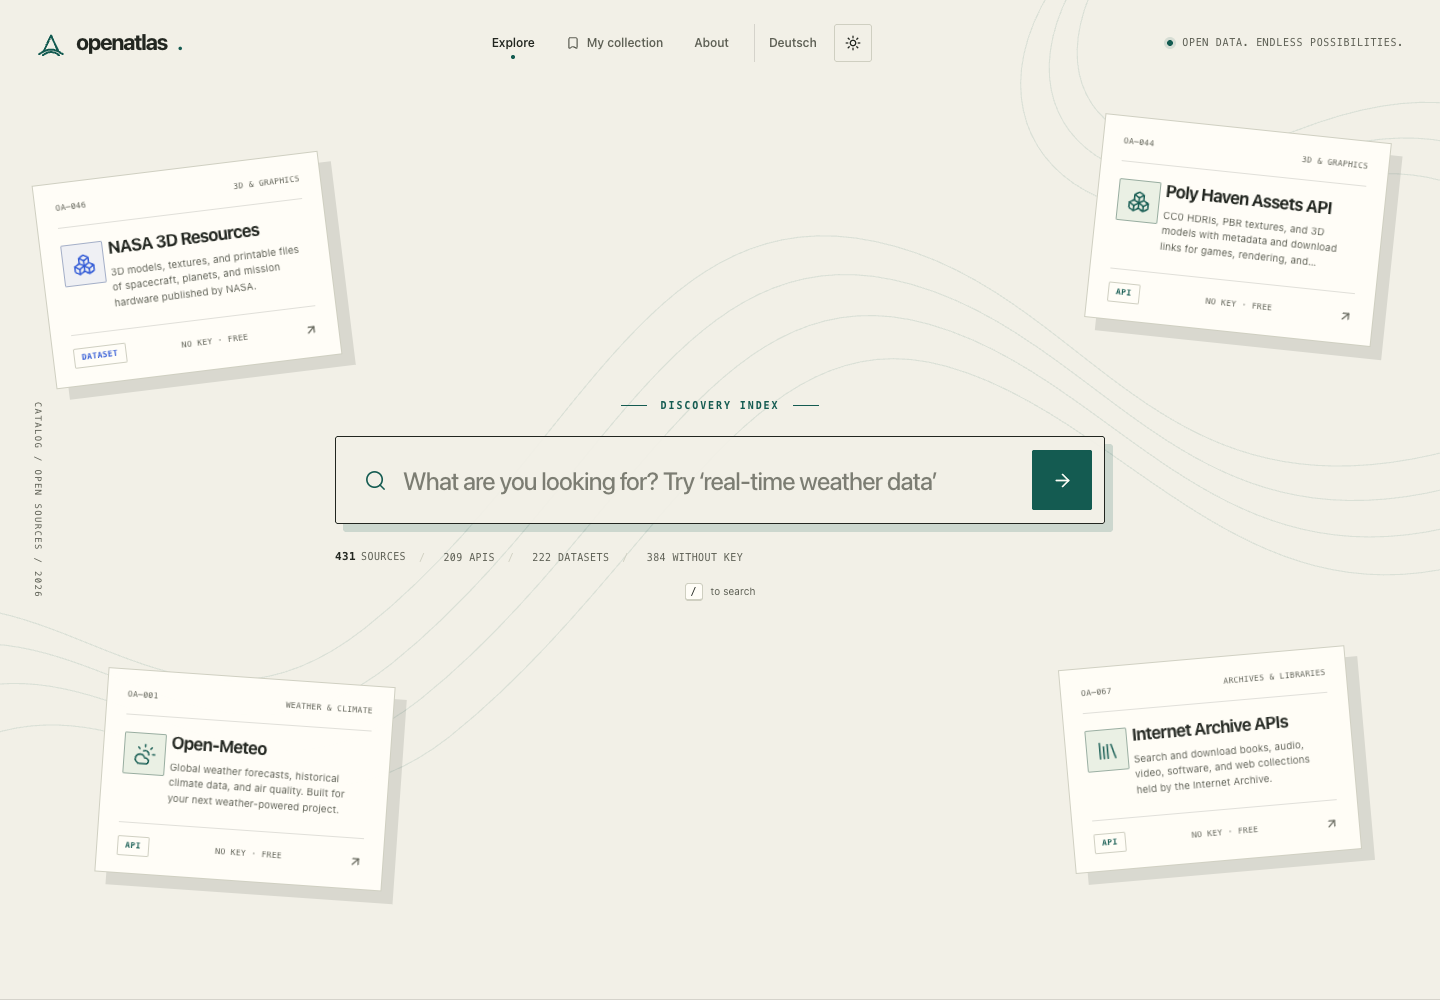 openatlas.
Explore
My collection
About
Deutsch
OPEN DATA. ENDLESS POSSIBILITIES.
OA—046
3D & GRAPHICS
NASA 3D Resources
3D models, textures, and printable files
of spacecraft, planets, and mission
hardware published by NASA.
DATASET
NO KEY · FREE
OA—044
3D & GRAPHICS
Poly Haven Assets API
CC0 HDRIs, PBR textures, and 3D
models with metadata and download
links for games, rendering, and…
API
NO KEY · FREE
CATALOG / OPEN SOURCES / 2026
DISCOVERY INDEX
What are you looking for? Try ‘real-time weather data’
431 SOURCES / 209 APIS / 222 DATASETS / 384 WITHOUT KEY
/ to search
OA—001
WEATHER & CLIMATE
Open-Meteo
Global weather forecasts, historical
climate data, and air quality. Built for
your next weather-powered project.
API
NO KEY · FREE
OA—067
ARCHIVES & LIBRARIES
Internet Archive APIs
Search and download books, audio,
video, software, and web collections
held by the Internet Archive.
API
NO KEY · FREE